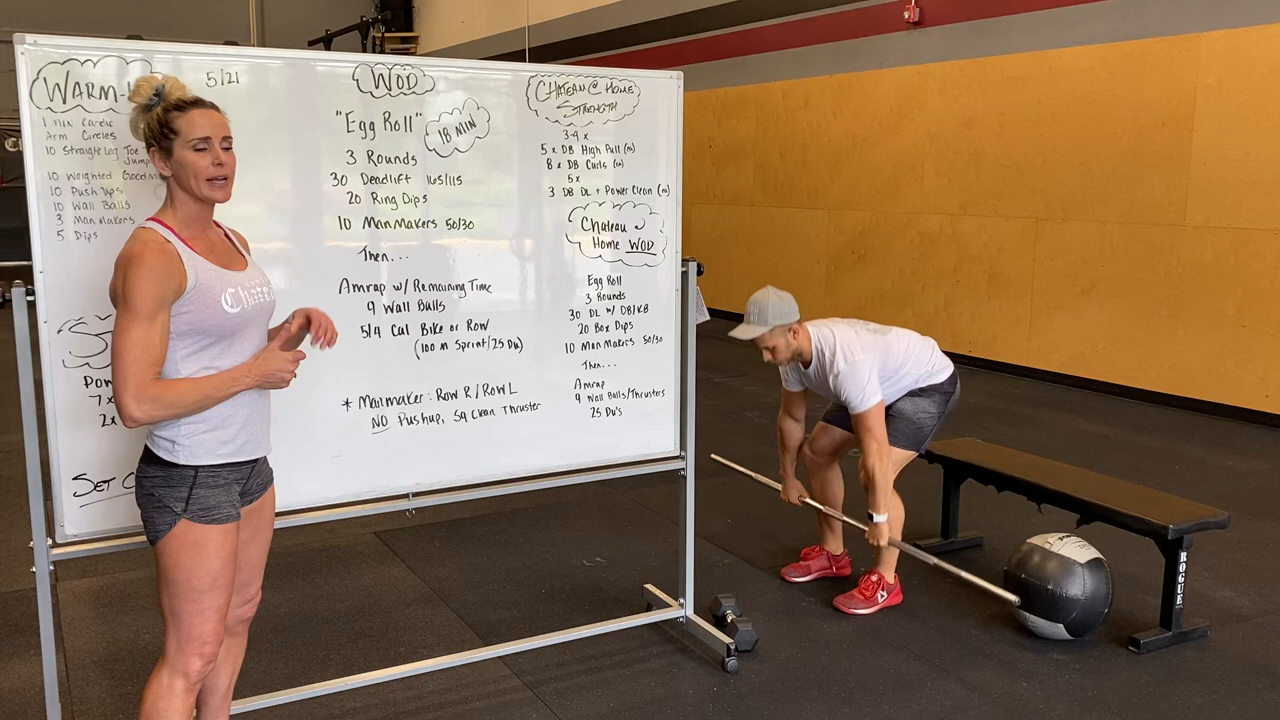 5/21
1 min Cardio
Arm Circles
10 Straight Leg Toe
Jump
10 Weighted
10 Push ups
10 Wall Balls
3 Man Makers
5 Dips
7x
2x
WOD
"Egg Roll"
18 MIN
3 Rounds
30 Deadlift 165/115
20 Ring Dips
10 ManMakers 50/30
Then...
Amrap w/ Remaining Time
9 Wall Balls
5/4 Cal Bike or Row
(100 m Sprint/25 Du)
* Manmaker: Row R / Row L
NO Pushup, Sq Clean Thruster
Chateau @ Home
Strength
3-4 x
5 x DB High Pull (ea)
8 x DB Curls (ea)
5x
3 DB DL + Power Clean (ea)
Chateau @
Home WOD
Egg Roll
3 Rounds
30 DL w/ DB/KB
20 Box Dips
10 Man Makers 50/30
Then...
Amrap
9 Wall Balls/Thrusters
25 Du's
ROGUE